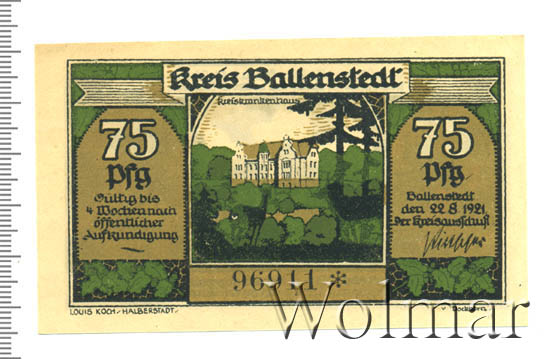 Kreis Ballenstedt
Kreiskrankenhaus
75
Pfg
Gültig bis
4 Wochen nach
öffentlicher
Aufkündigung
75
Pfg
Ballenstedt
den 22.8.1921
Der Kreisausschuß
96911 *
LOUIS KOCH, HALBERSTADT.
Wolmar